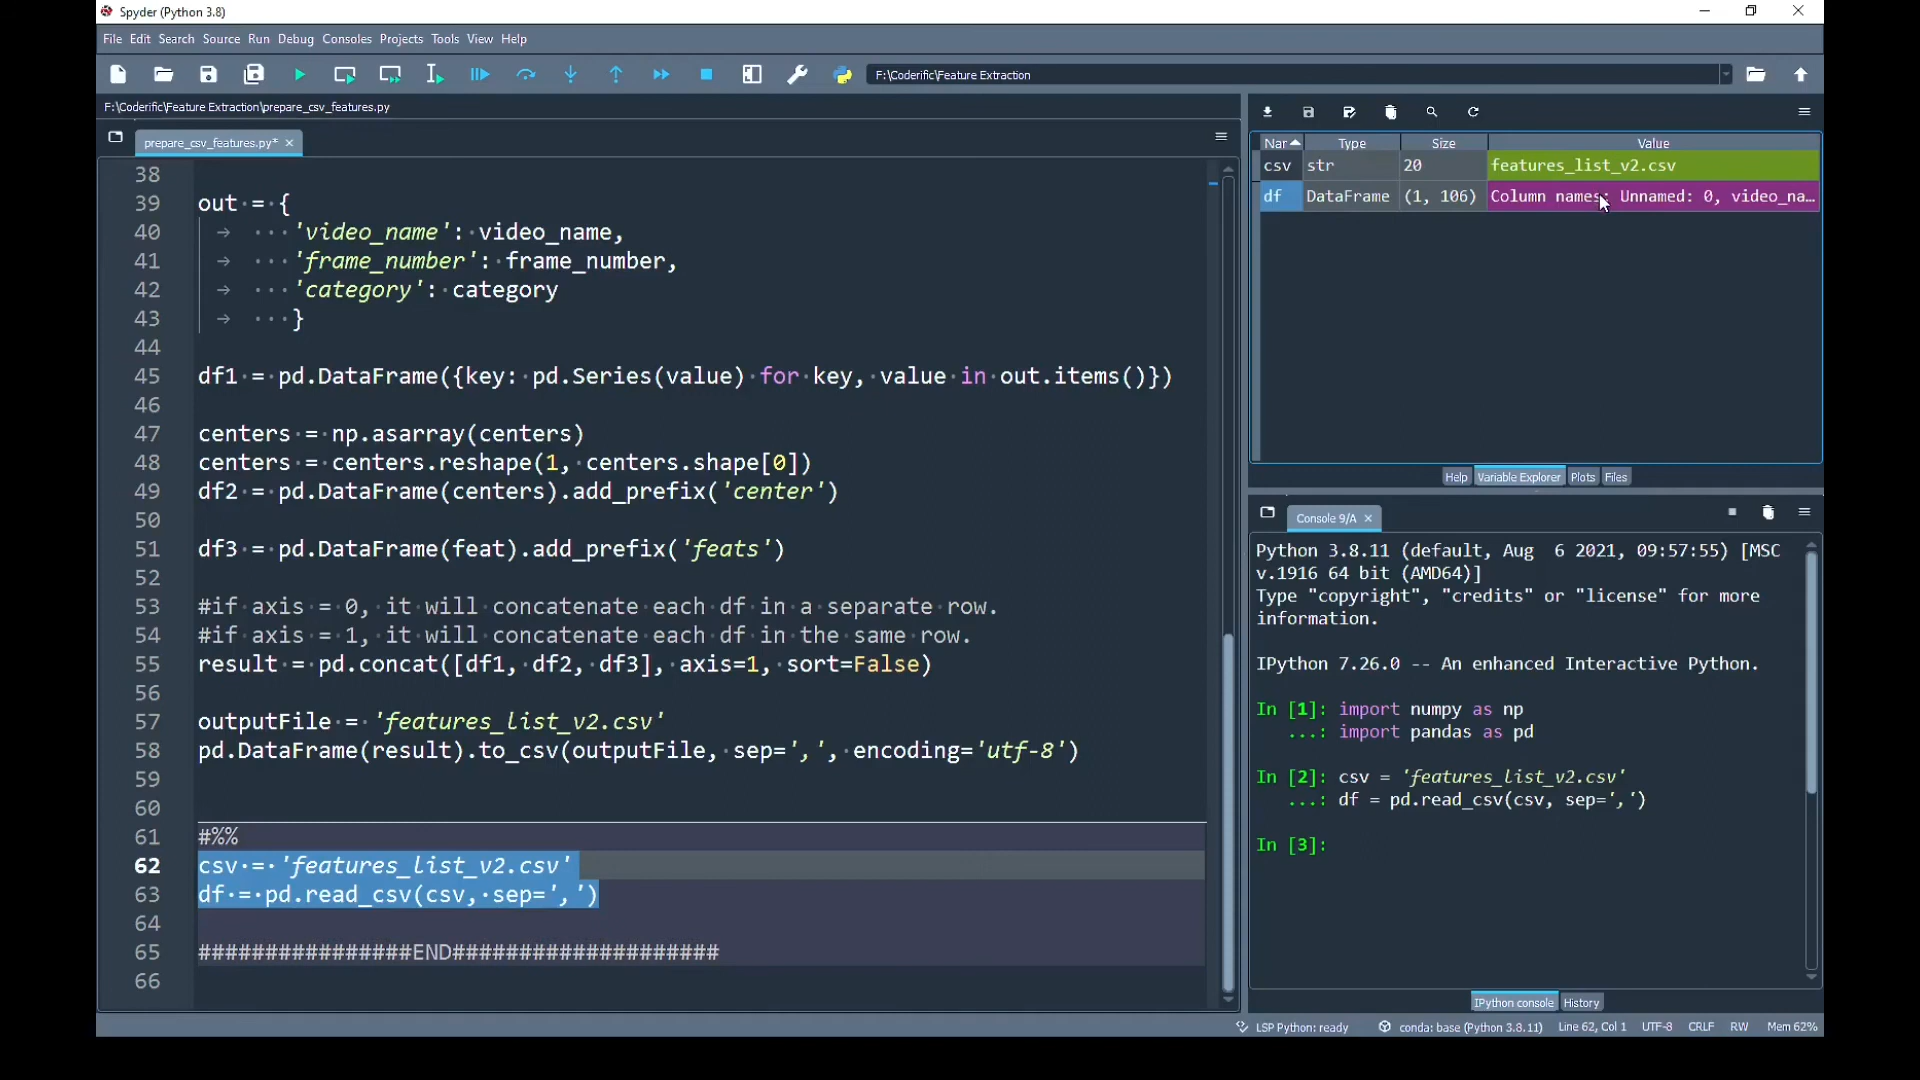 Spyder (Python 3.8)
File Edit Search Source Run Debug Consoles Projects Tools View Help
F:\Coderific\Feature Extraction
F:\Coderific\Feature Extraction\prepare_csv_features.py
prepare_csv_features.py*
38
39 out = {
40 'video_name': video_name,
41 'frame_number': frame_number,
42 'category': category
43 }
44
45 df1 = pd.DataFrame({key: pd.Series(value) for key, value in out.items()})
46
47 centers = np.asarray(centers)
48 centers = centers.reshape(1, centers.shape[0])
49 df2 = pd.DataFrame(centers).add_prefix('center')
50
51 df3 = pd.DataFrame(feat).add_prefix('feats')
52
53 #if axis = 0, it will concatenate each df in a separate row.
54 #if axis = 1, it will concatenate each df in the same row.
55 result = pd.concat([df1, df2, df3], axis=1, sort=False)
56
57 outputFile = 'features_list_v2.csv'
58 pd.DataFrame(result).to_csv(outputFile, sep=',', encoding='utf-8')
59
60
61 #%%
62 csv = 'features_list_v2.csv'
63 df = pd.read_csv(csv, sep=',')
64
65 ################END####################
66
Nar Type Size Value
csv str 20 features_list_v2.csv
df DataFrame (1, 106) Column names: Unnamed: 0, video_na...
Help Variable Explorer Plots Files
Console 9/A
Python 3.8.11 (default, Aug 6 2021, 09:57:55) [MSC
v.1916 64 bit (AMD64)]
Type "copyright", "credits" or "license" for more
information.
IPython 7.26.0 -- An enhanced Interactive Python.
In [1]: import numpy as np
...: import pandas as pd
In [2]: csv = 'features_list_v2.csv'
...: df = pd.read_csv(csv, sep=',')
In [3]:
IPython console History
LSP Python: ready conda: base (Python 3.8.11) Line 62, Col 1 UTF-8 CRLF RW Mem 62%